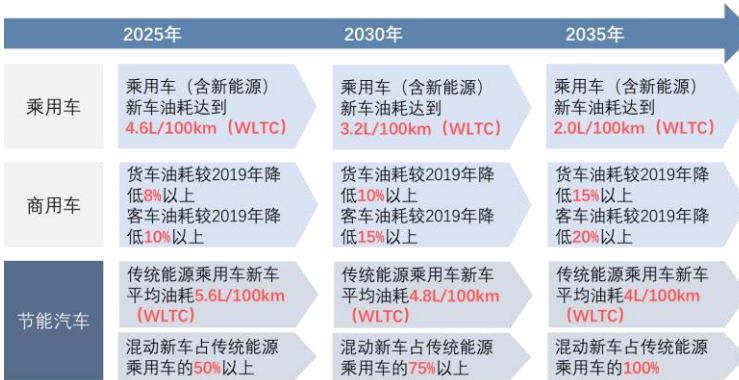 2025年
2030年
2035年
乘用车
乘用车（含新能源）
新车油耗达到
4.6L/100km（WLTC）
乘用车（含新能源）
新车油耗达到
3.2L/100km（WLTC）
乘用车（含新能源）
新车油耗达到
2.0L/100km（WLTC）
商用车
货车油耗较2019年降
低8%以上
客车油耗较2019年降
低10%以上
货车油耗较2019年降
低10%以上
客车油耗较2019年降
低15%以上
货车油耗较2019年降
低15%以上
客车油耗较2019年降
低20%以上
节能汽车
传统能源乘用车新车
平均油耗5.6L/100km
（WLTC）
传统能源乘用车新车
平均油耗4.8L/100km
（WLTC）
传统能源乘用车新车
平均油耗4L/100km
（WLTC）
混动新车占传统能源
乘用车的50%以上
混动新车占传统能源
乘用车的75%以上
混动新车占传统能源
乘用车的100%